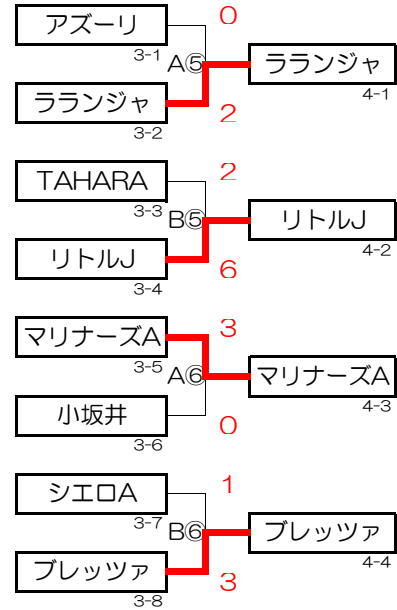 アズーリ
0
3-1
A⑤
ラランジャ
4-1
ラランジャ
2
3-2
TAHARA
2
3-3
B⑤
リトルJ
4-2
リトルJ
6
3-4
マリナーズA
3
3-5
A⑥
マリナーズA
4-3
小坂井
0
3-6
シエロA
1
3-7
B⑥
ブレッツァ
4-4
ブレッツァ
3
3-8